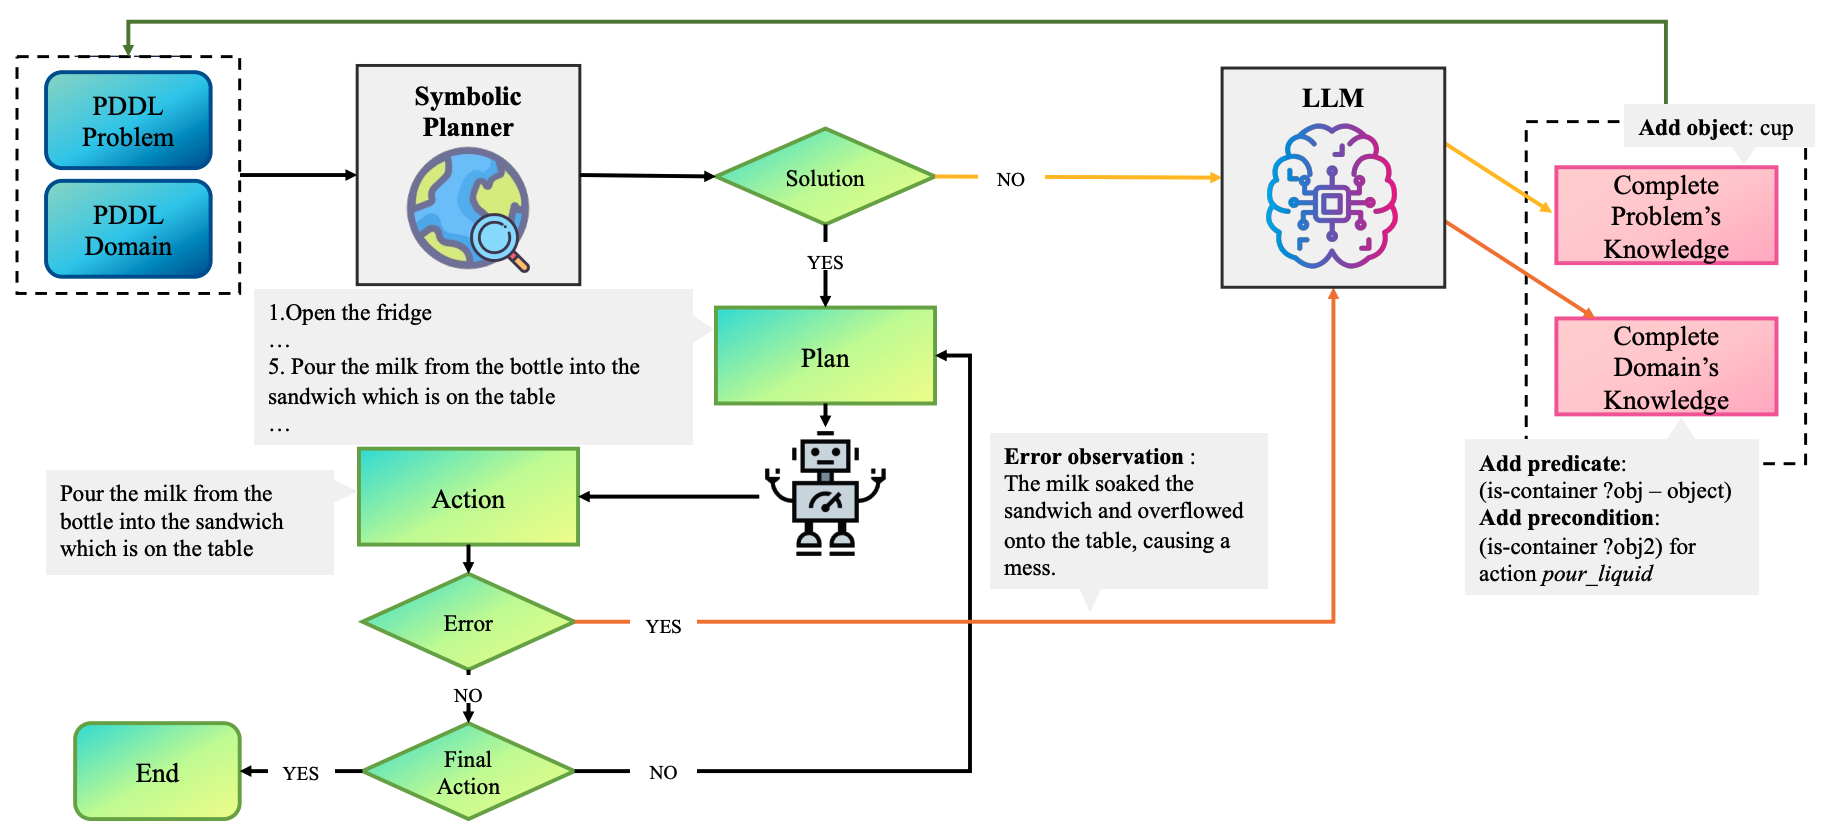 PDDL
Problem
PDDL
Domain
Symbolic
Planner
Solution
NO
YES
LLM
Add object: cup
Complete
Problem’s
Knowledge
Complete
Domain’s
Knowledge
Add predicate:
(is-container ?obj – object)
Add precondition:
(is-container ?obj2) for
action pour_liquid
1.Open the fridge
…
5. Pour the milk from the bottle into the
sandwich which is on the table
…
Plan
Pour the milk from the
bottle into the sandwich
which is on the table
Action
Error observation :
The milk soaked the
sandwich and overflowed
onto the table, causing a
mess.
Error
YES
NO
Final
Action
YES
NO
End